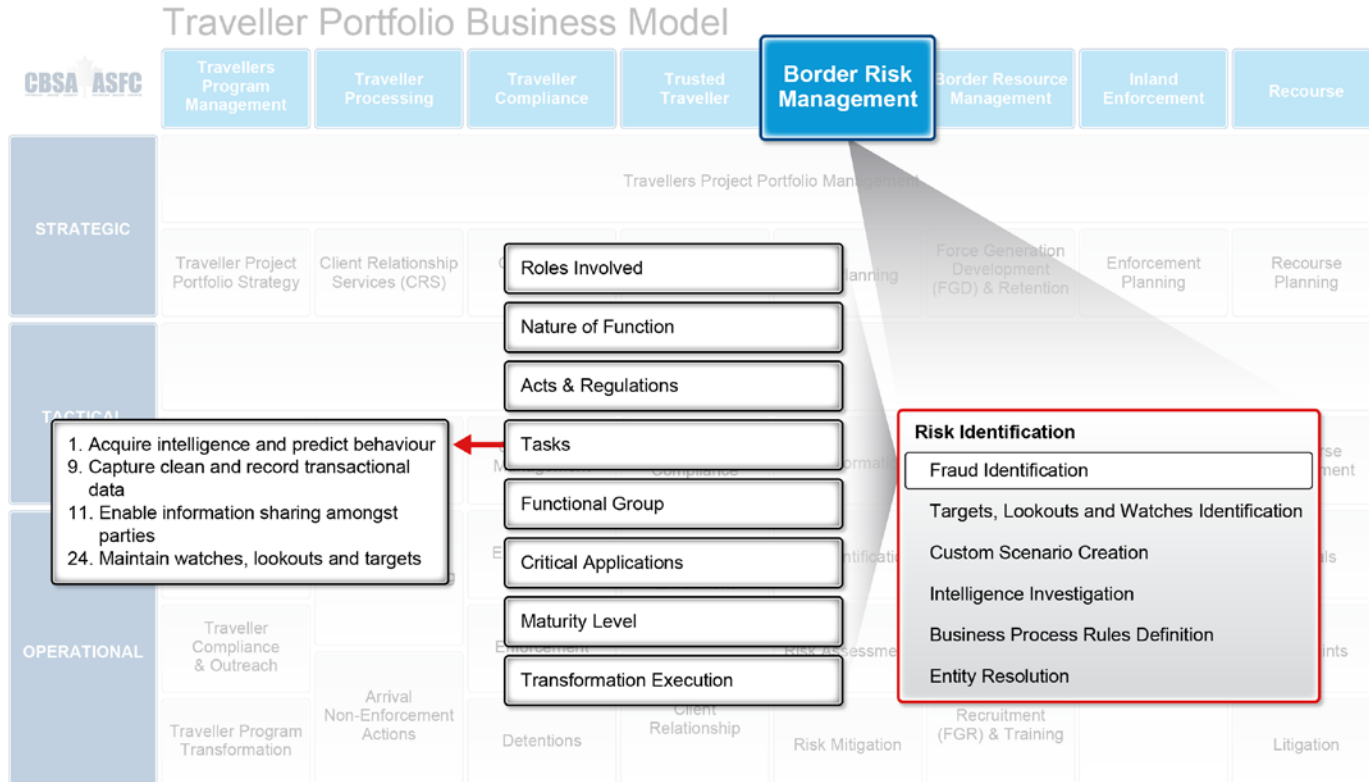 Traveller Portfolio Business Model
CBSA ASFC
Travellers
Program
Management
Traveller
Processing
Traveller
Compliance
Trusted
Traveller
Border Risk
Management
Border Resource
Management
Inland
Enforcement
Recourse
STRATEGIC
Travellers Project Portfolio Management
Traveller Project
Portfolio Strategy
Client Relationship
Services (CRS)
Force Generation
Development
(FGD) & Retention
Enforcement
Planning
Recourse
Planning
Roles Involved
Nature of Function
Acts & Regulations
Tasks
Functional Group
Critical Applications
Maturity Level
Transformation Execution
TACTICAL
1. Acquire intelligence and predict behaviour
9. Capture clean and record transactional
data
11. Enable information sharing amongst
parties
24. Maintain watches, lookouts and targets
Compliance
Risk Identification
Fraud Identification
Targets, Lookouts and Watches Identification
Custom Scenario Creation
Intelligence Investigation
Business Process Rules Definition
Entity Resolution
OPERATIONAL
Traveller
Compliance
& Outreach
Enforcement
Traveller Program
Transformation
Arrival
Non-Enforcement
Actions
Detentions
Client
Relationship
Risk Mitigation
Recruitment
(FGR) & Training
Litigation